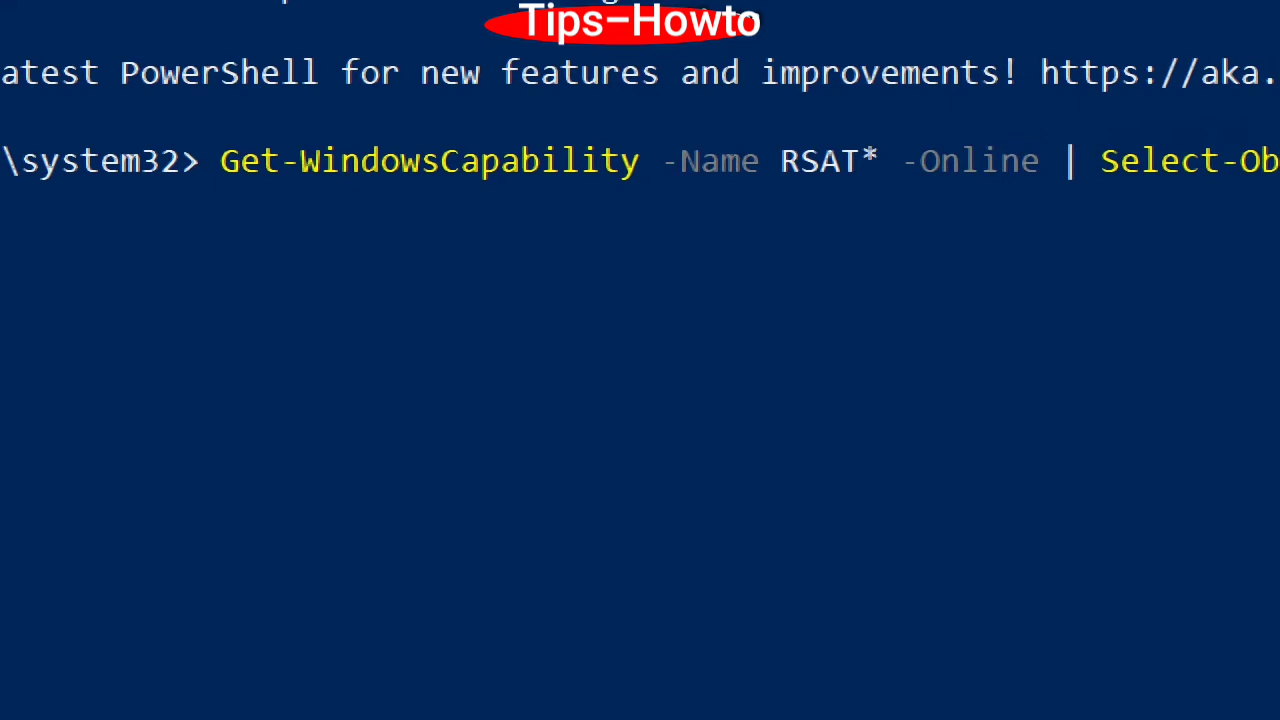 Tips-Howto
atest PowerShell for new features and improvements! https://aka.
\system32> Get-WindowsCapability -Name RSAT* -Online | Select-Ob